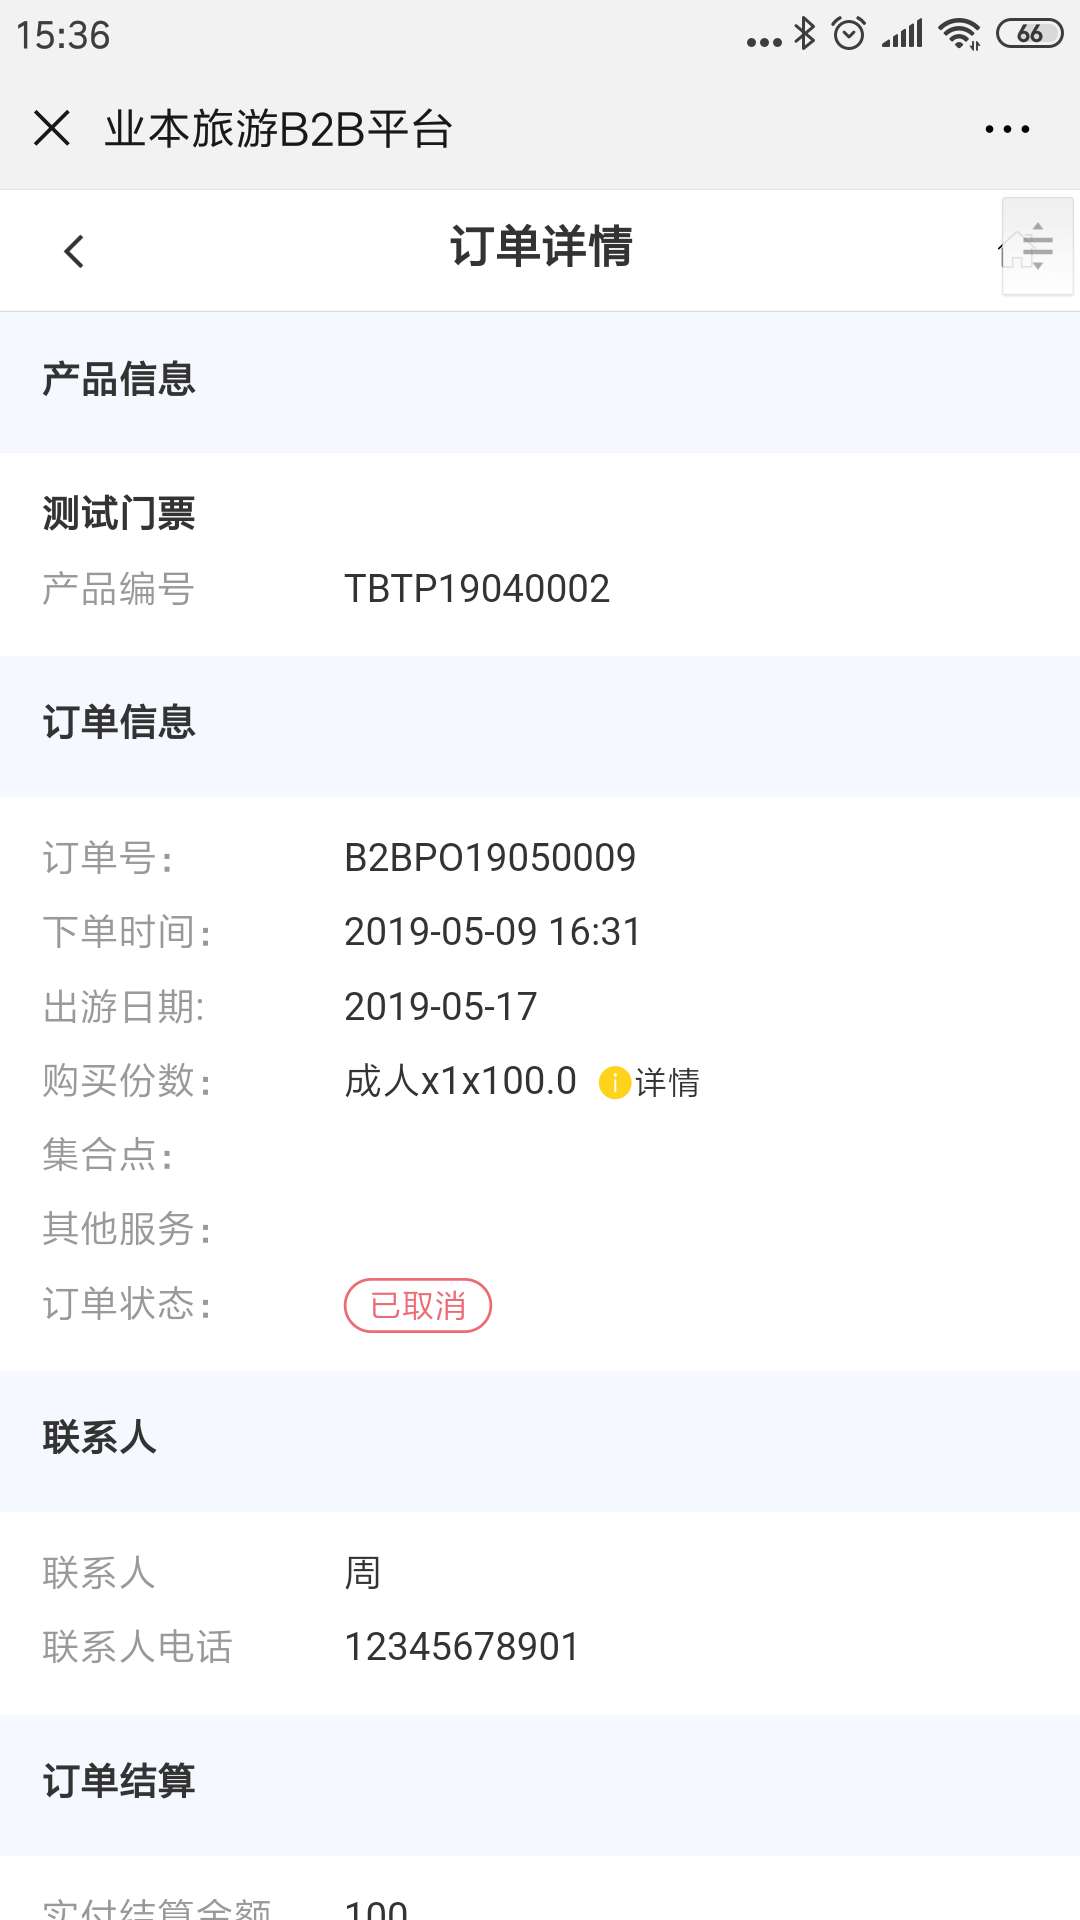 15:36
66
业本旅游B2B平台
订单详情
产品信息
测试门票
产品编号 TBTP19040002
订单信息
订单号: B2BPO19050009
下单时间: 2019-05-09 16:31
出游日期: 2019-05-17
购买份数: 成人x1x100.0 详情
集合点:
其他服务:
订单状态: 已取消
联系人
联系人 周
联系人电话 12345678901
订单结算
实付结算金额 100